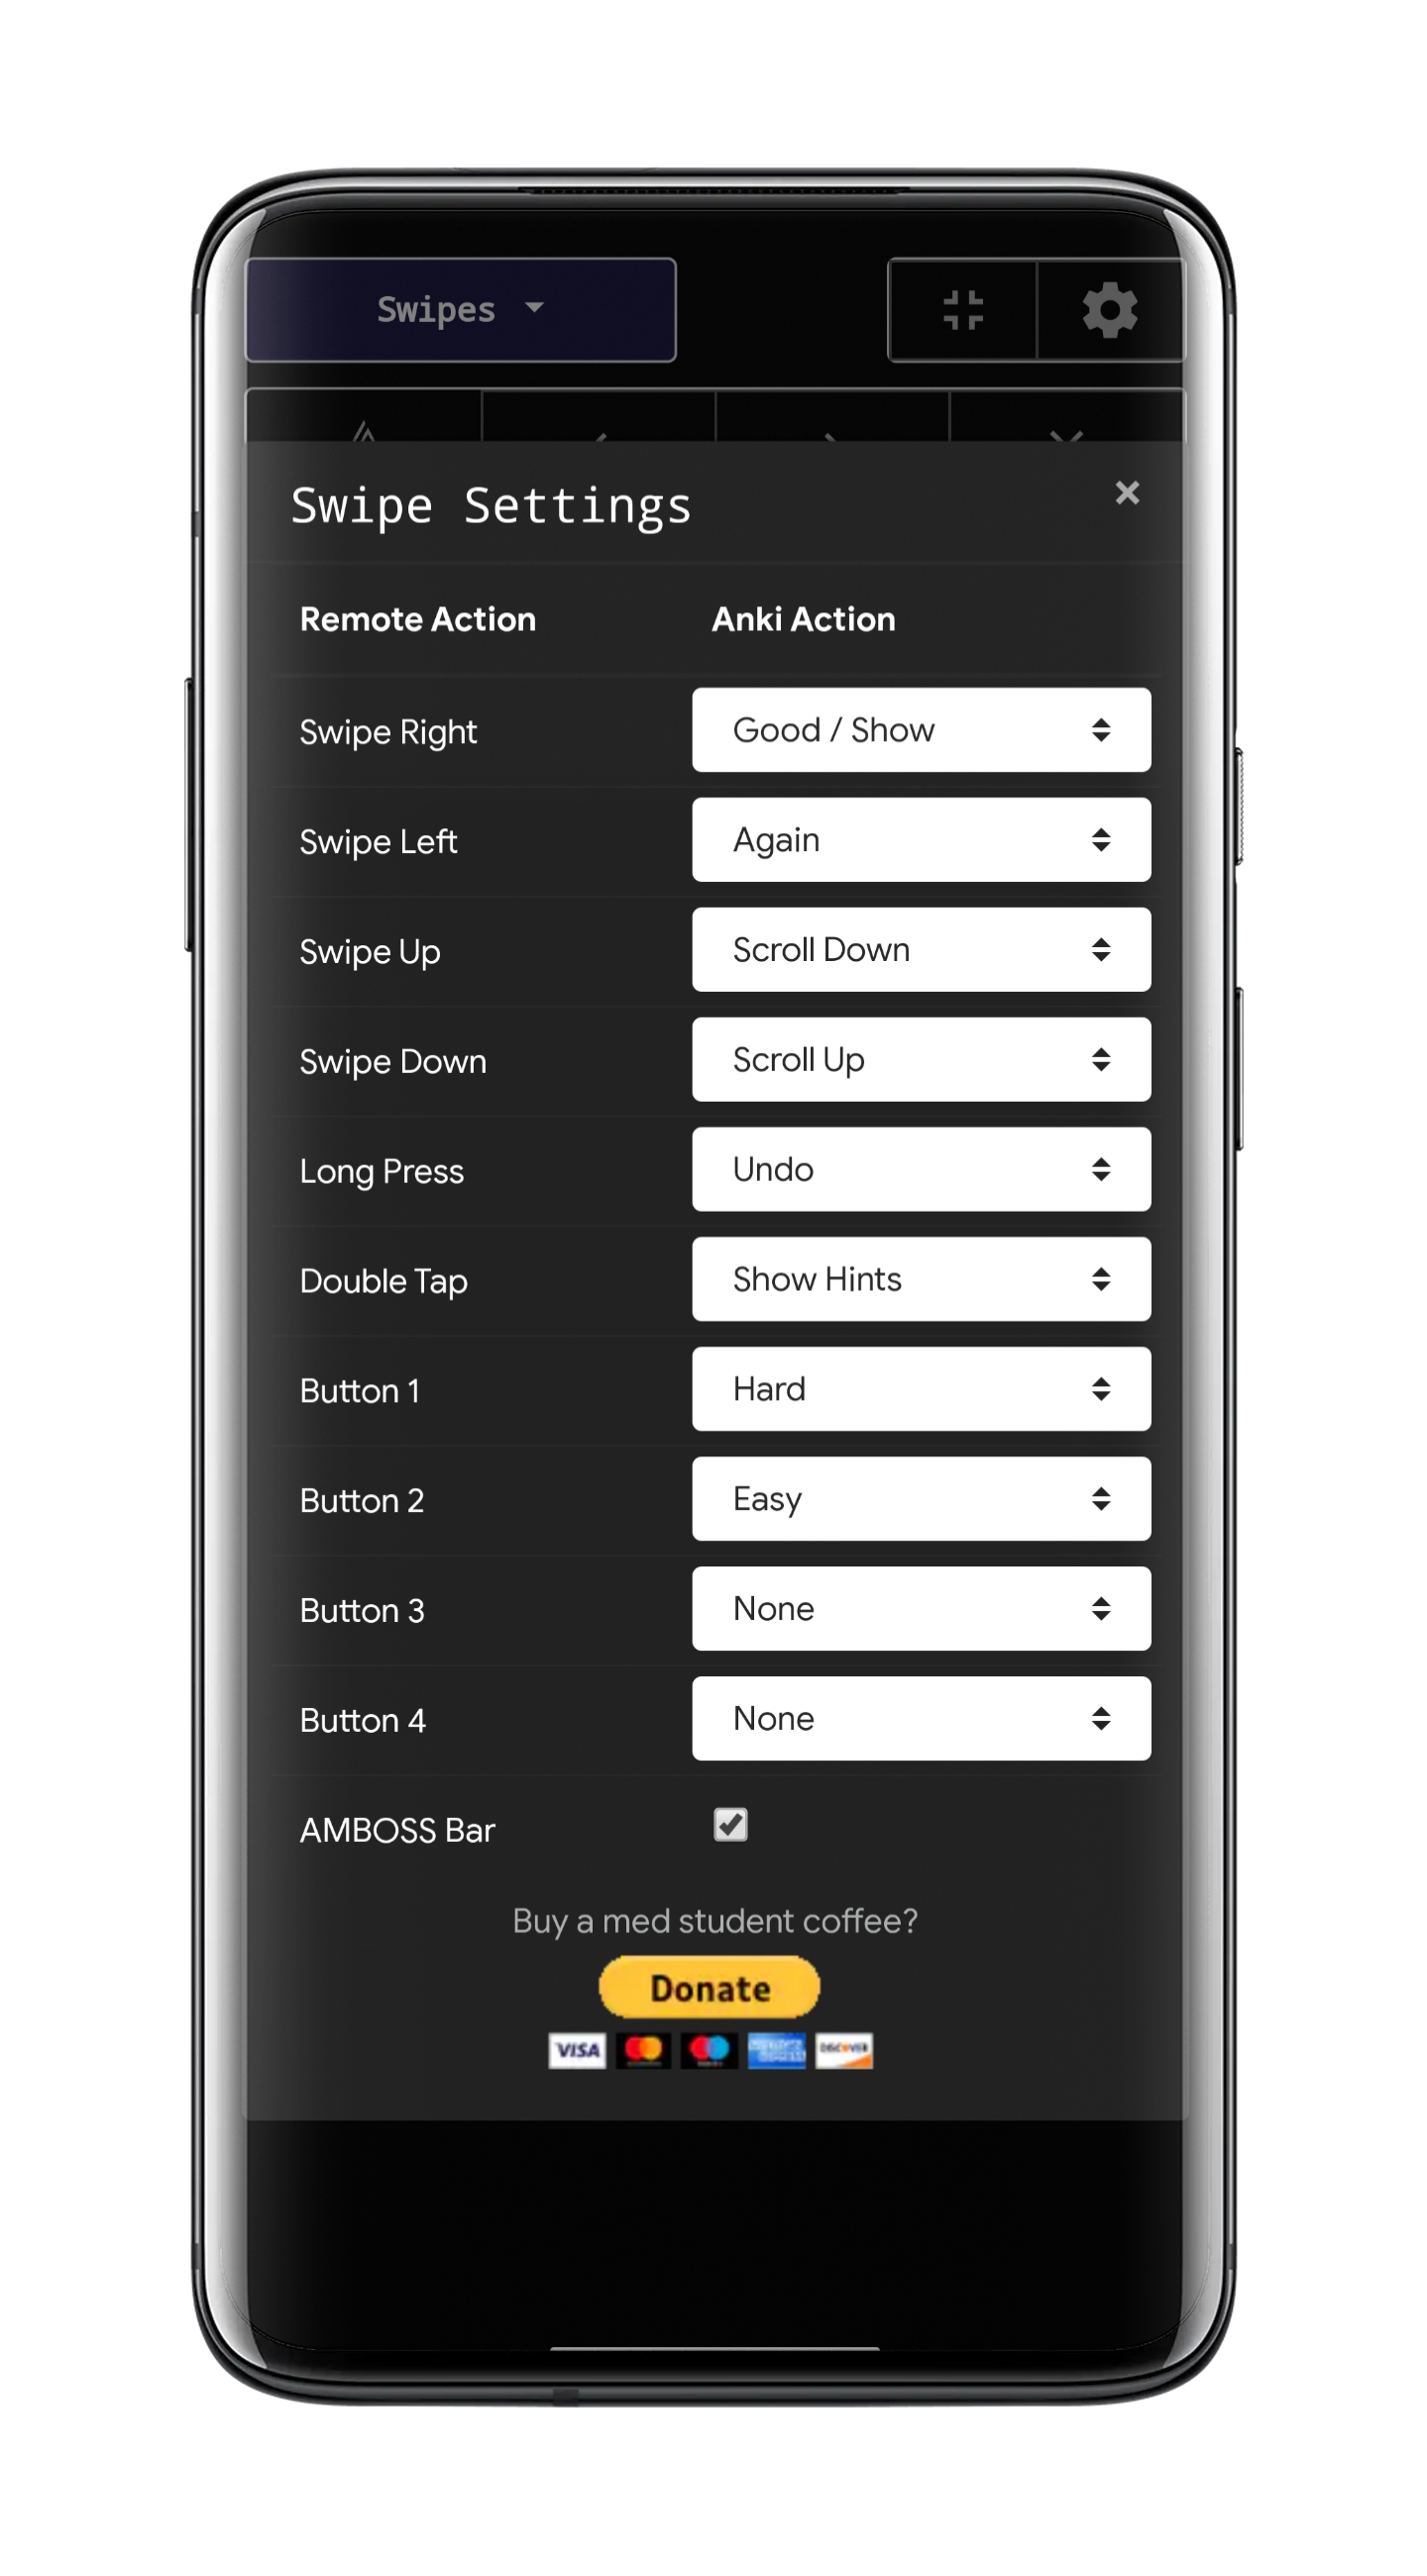 Swipes
Swipe Settings
Remote Action Anki Action
Swipe Right Good / Show
Swipe Left Again
Swipe Up Scroll Down
Swipe Down Scroll Up
Long Press Undo
Double Tap Show Hints
Button 1 Hard
Button 2 Easy
Button 3 None
Button 4 None
AMBOSS Bar
Buy a med student coffee?
Donate
VISA DISCOVER